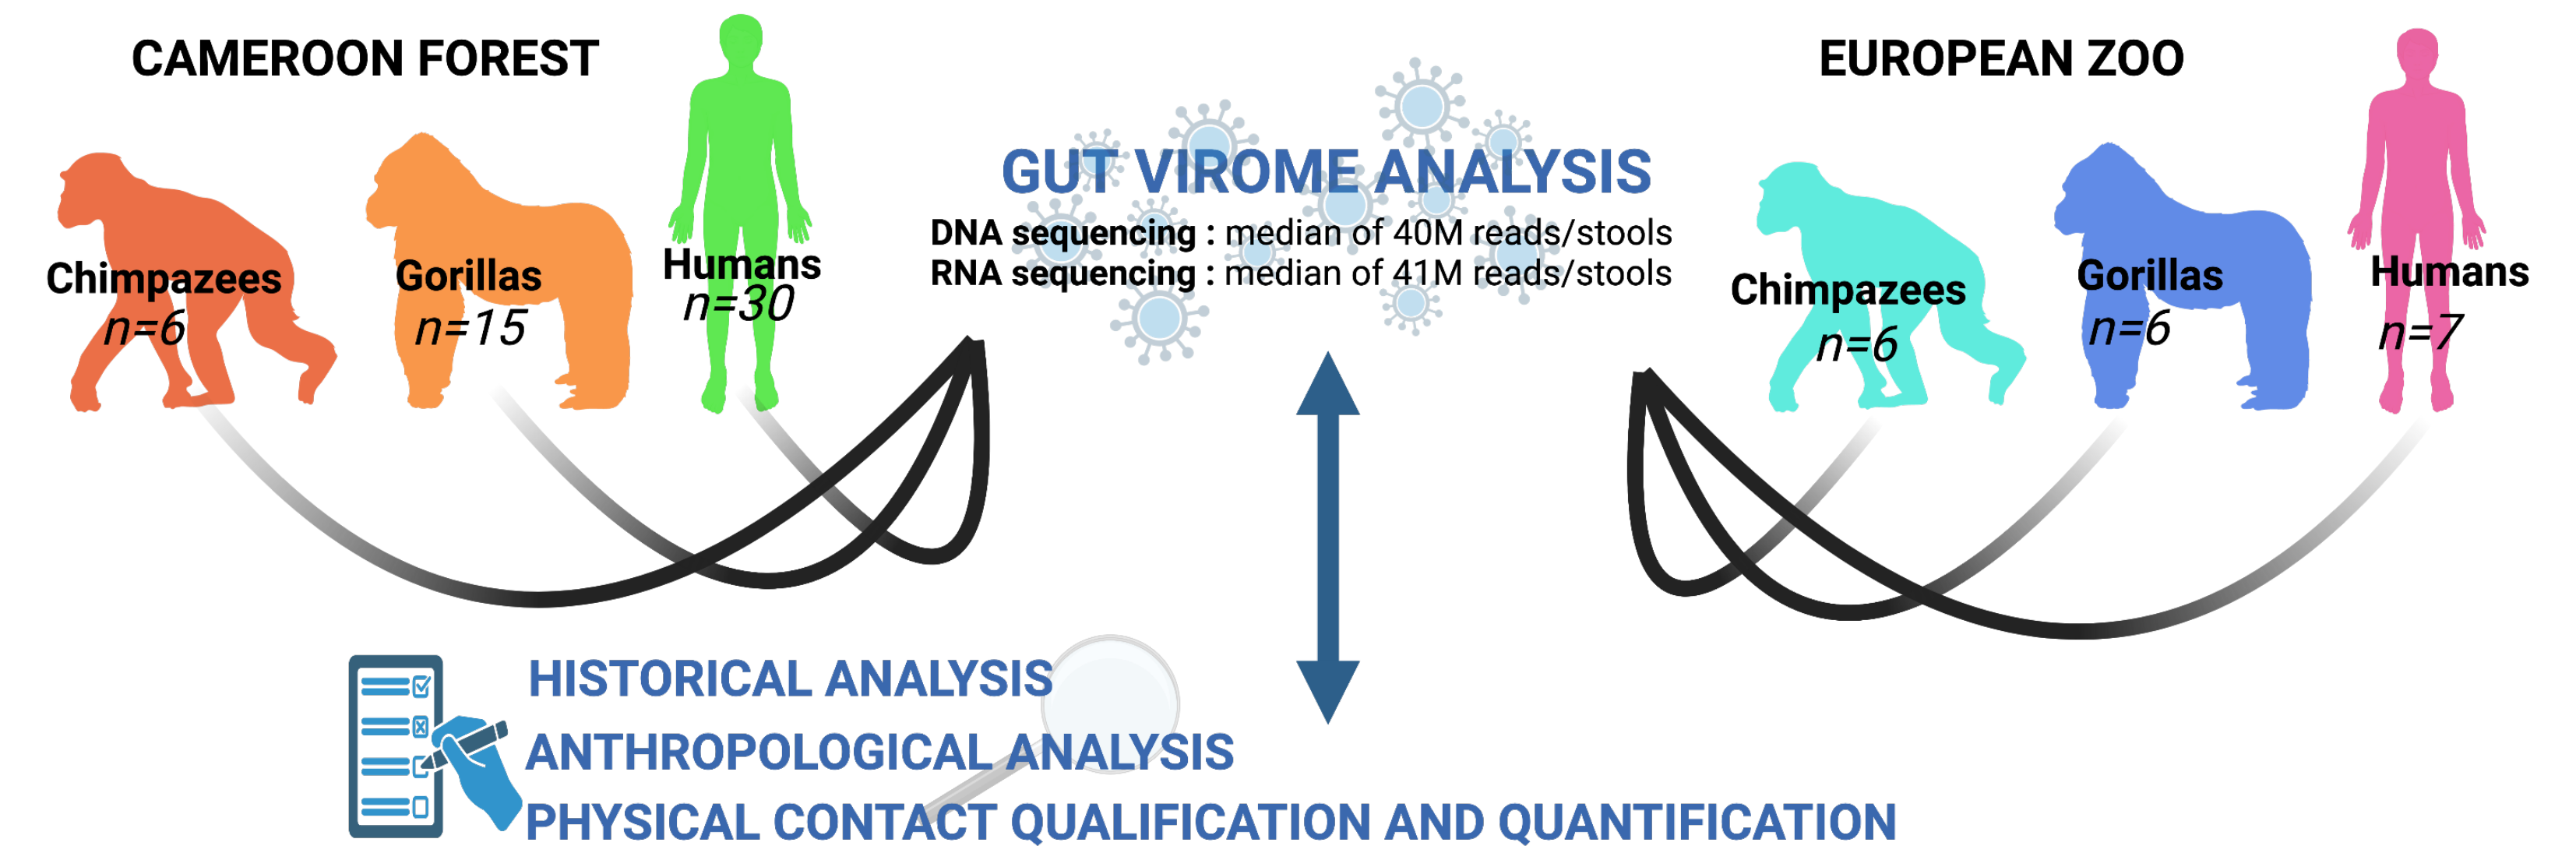 CAMEROON FOREST
Chimpazees
n=6
Gorillas
n=15
Humans
n=30
GUT VIROME ANALYSIS
DNA sequencing : median of 40M reads/stools
RNA sequencing : median of 41M reads/stools
EUROPEAN ZOO
Chimpazees
n=6
Gorillas
n=6
Humans
n=7
HISTORICAL ANALYSIS
ANTHROPOLOGICAL ANALYSIS
PHYSICAL CONTACT QUALIFICATION AND QUANTIFICATION